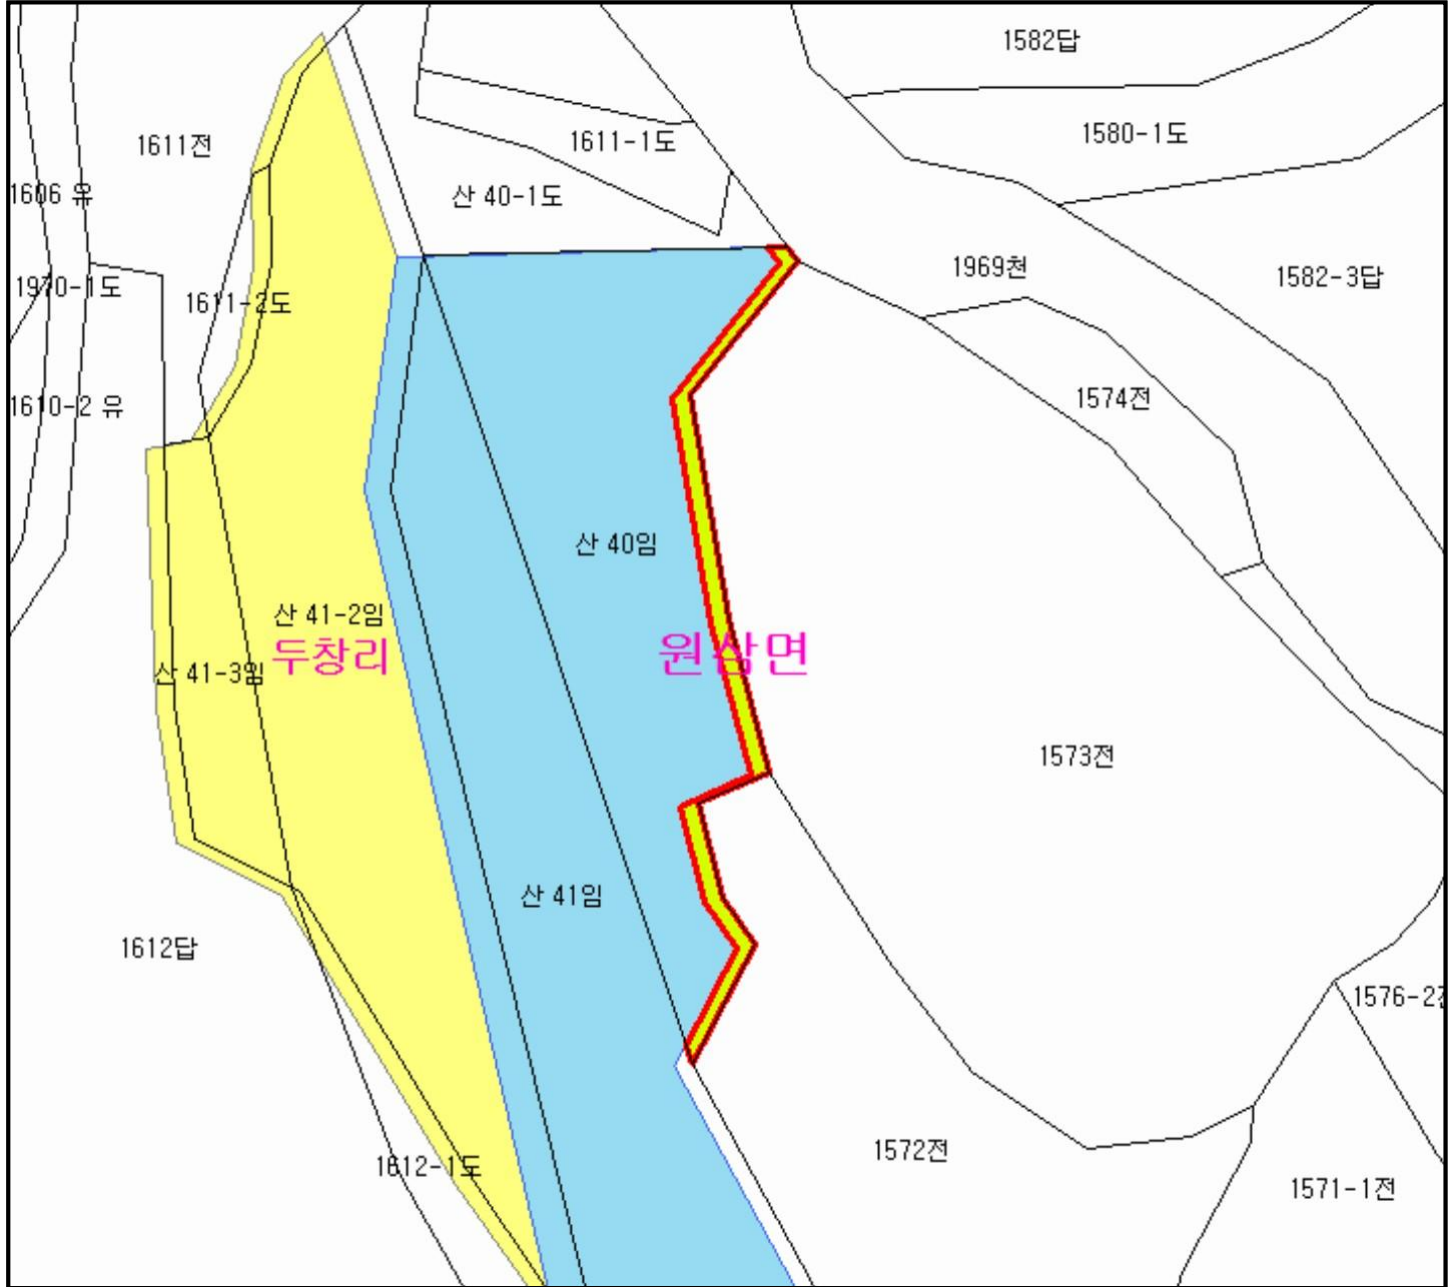 1582답
1580-1도
1611-1도
1611전
1606 유
산 40-1도
1969천
1582-3답
1970-1도
1611-2도
1574전
1610-2 유
산 40임
산 41-2임
두창리
원삼면
산 41-3임
1573전
산 41임
1612답
1576-2전
1572전
1612-1도
1571-1전